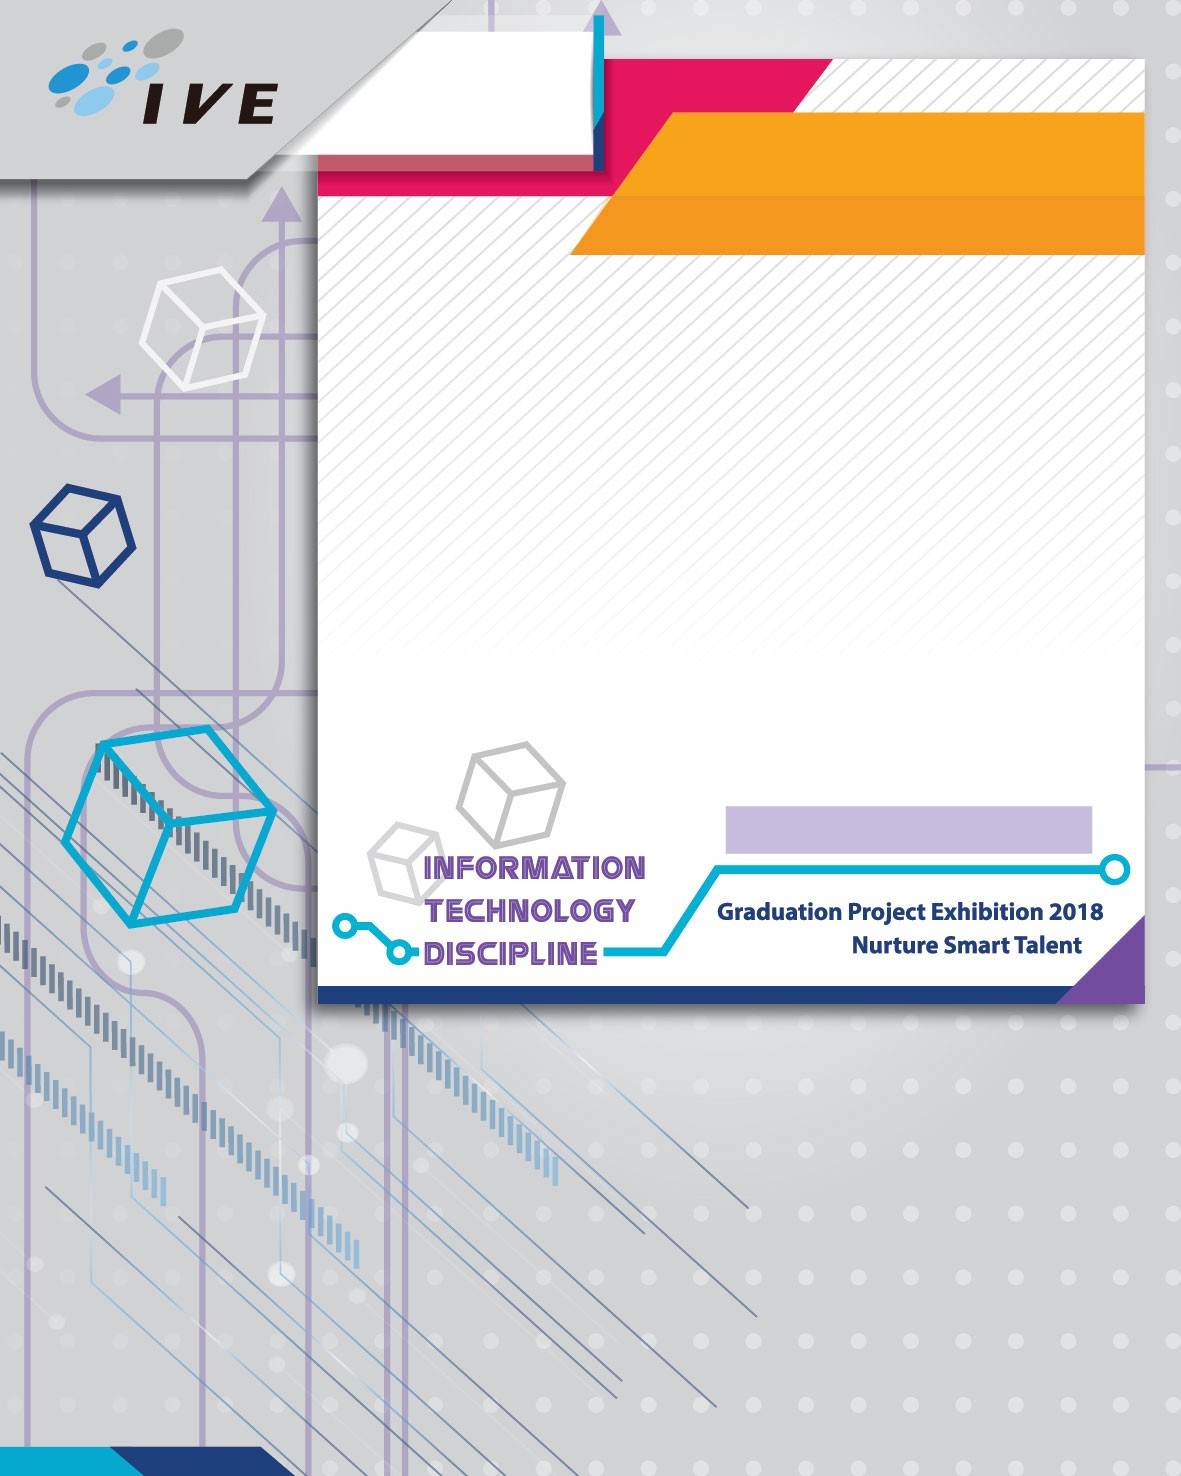 IVE
INFORMATION
TECHNOLOGY
DISCIPLINE
Graduation Project Exhibition 2018
Nurture Smart Talent